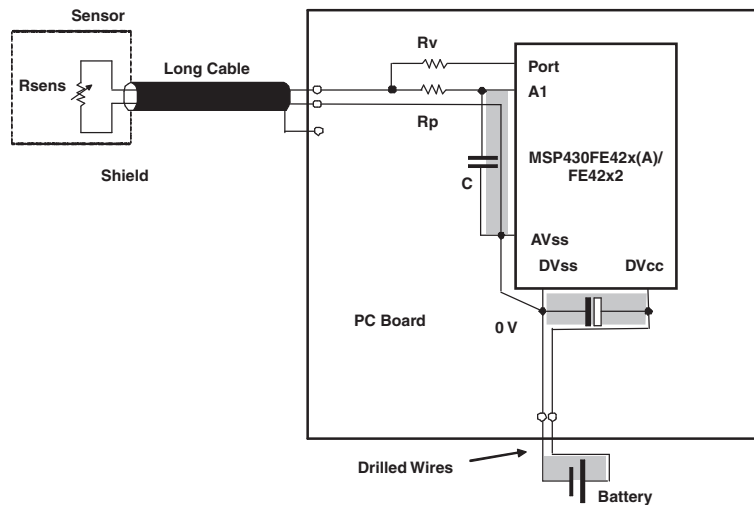 Sensor
Rsens
Long Cable
Shield
Rv
Rp
C
Port
A1
MSP430FE42x(A)/
FE42x2
AVss
DVss DVcc
PC Board
0 V
Drilled Wires
Battery